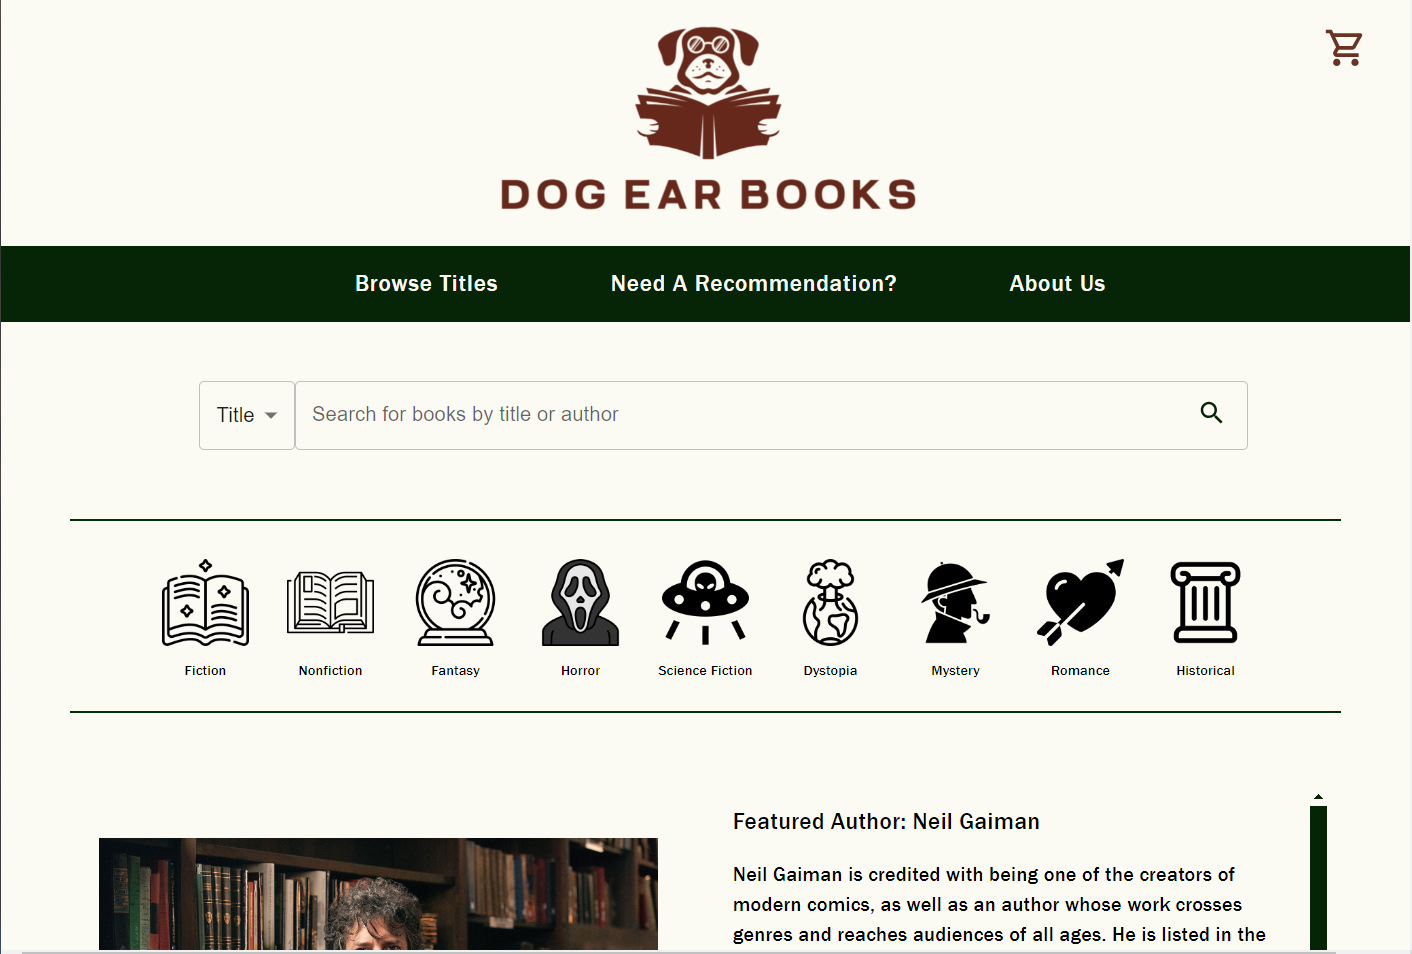 DOG EAR BOOKS
Browse Titles
Need A Recommendation?
About Us
Title
Search for books by title or author
Fiction
Nonfiction
Fantasy
Horror
Science Fiction
Dystopia
Mystery
Romance
Historical
Featured Author: Neil Gaiman
Neil Gaiman is credited with being one of the creators of
modern comics, as well as an author whose work crosses
genres and reaches audiences of all ages. He is listed in the